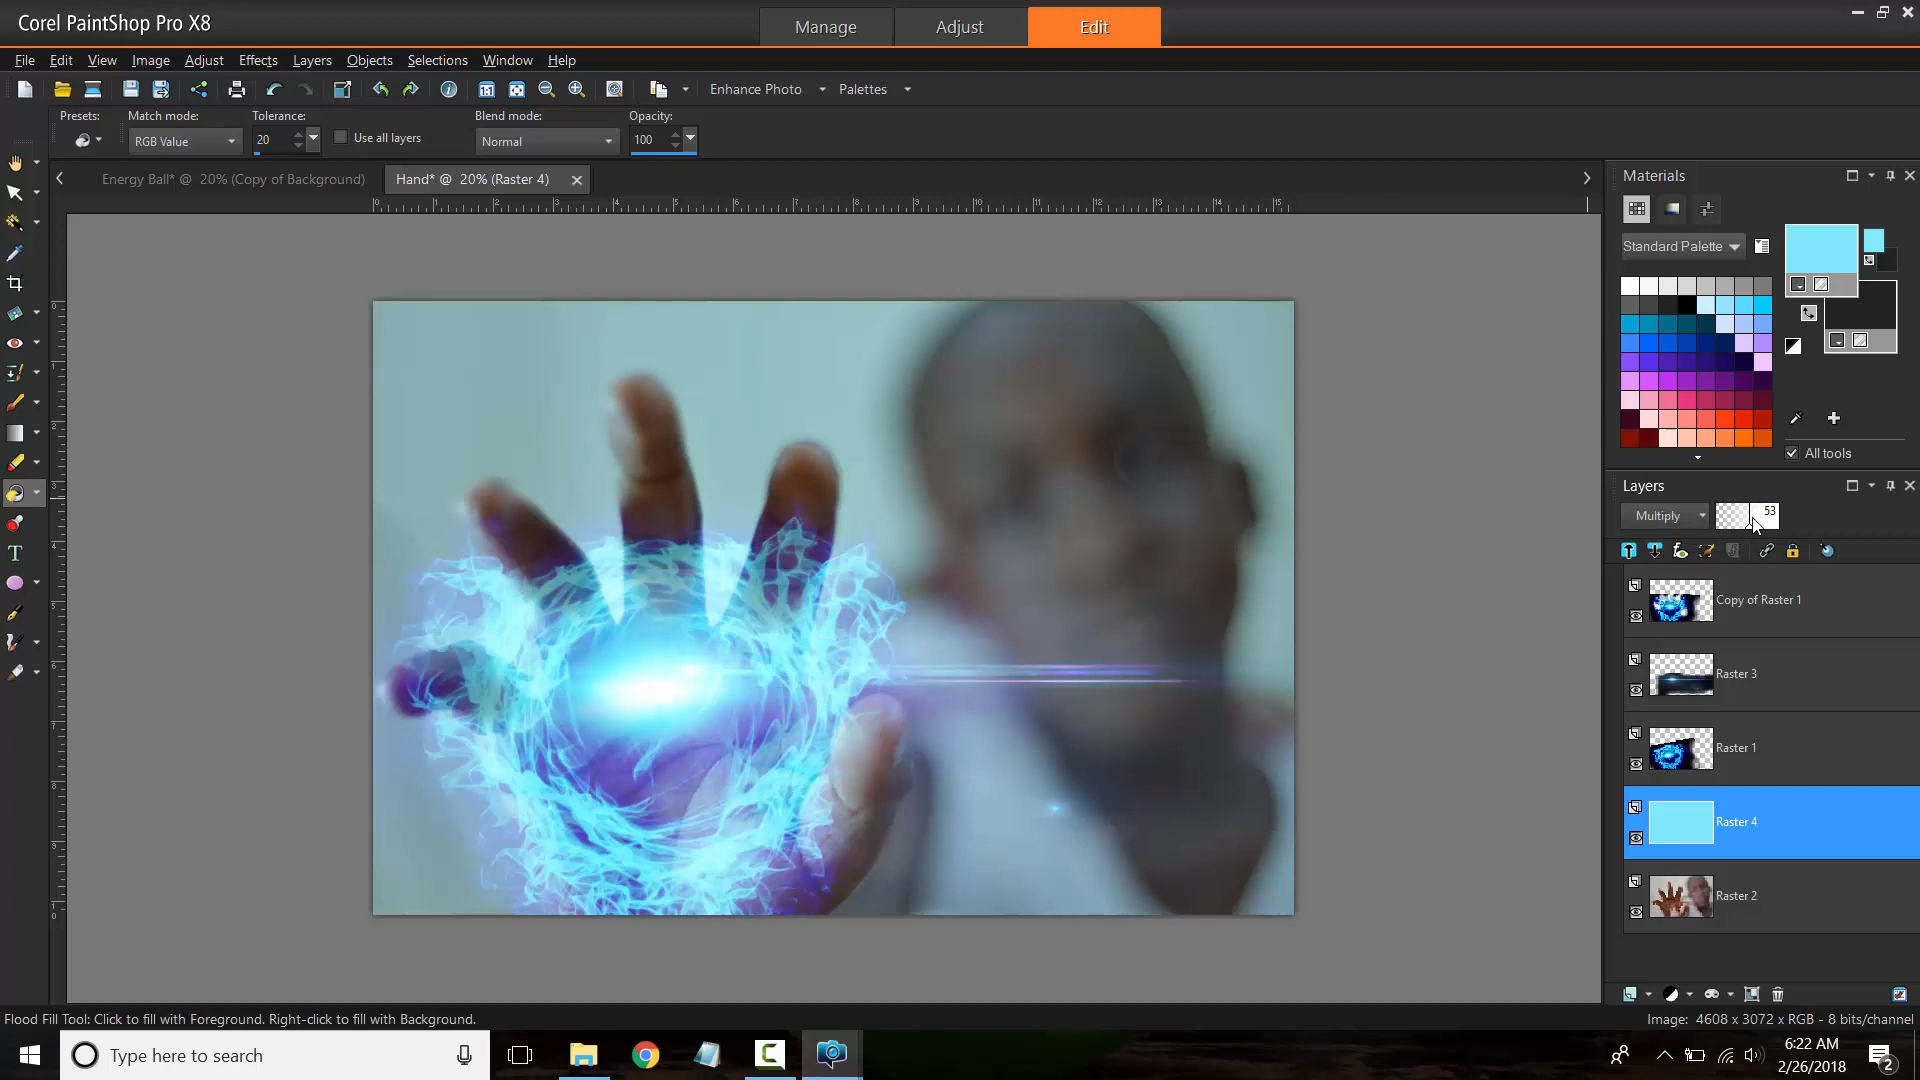 Corel PaintShop Pro X8
Manage
Adjust
Edit
File Edit View Image Adjust Effects Layers Objects Selections Window Help
Enhance Photo
Palettes
Presets:
Match mode:
Tolerance:
Blend mode:
Opacity:
RGB Value
20
Use all layers
Normal
100
Energy Ball* @ 20% (Copy of Background)
Hand* @ 20% (Raster 4)
Materials
Standard Palette
All tools
Layers
Multiply
53
Copy of Raster 1
Raster 3
Raster 1
Raster 4
Raster 2
Flood Fill Tool: Click to fill with Foreground. Right-click to fill with Background.
Image: 4608 x 3072 x RGB - 8 bits/channel
Type here to search
6:22 AM
2/26/2018
2